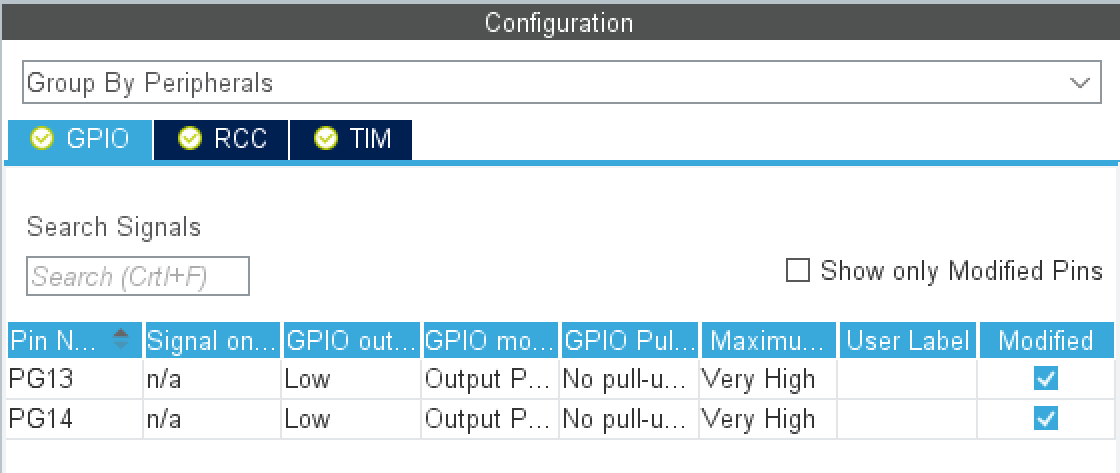 Configuration
Group By Peripherals
GPIO RCC TIM
Search Signals
Search (Crtl+F)
Show only Modified Pins
Pin N... Signal on... GPIO out... GPIO mo... GPIO Pul... Maximu... User Label Modified
PG13 n/a Low Output P... No pull-u... Very High
PG14 n/a Low Output P... No pull-u... Very High